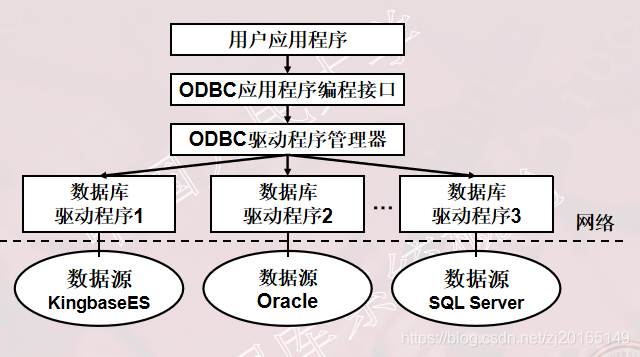 用户应用程序
ODBC应用程序编程接口
ODBC驱动程序管理器
数据库
驱动程序1
数据库
驱动程序2
...
数据库
驱动程序3
网络
数据源
KingbaseES
数据源
Oracle
数据源
SQL Server
https://blog.csdn.net/zj20165149